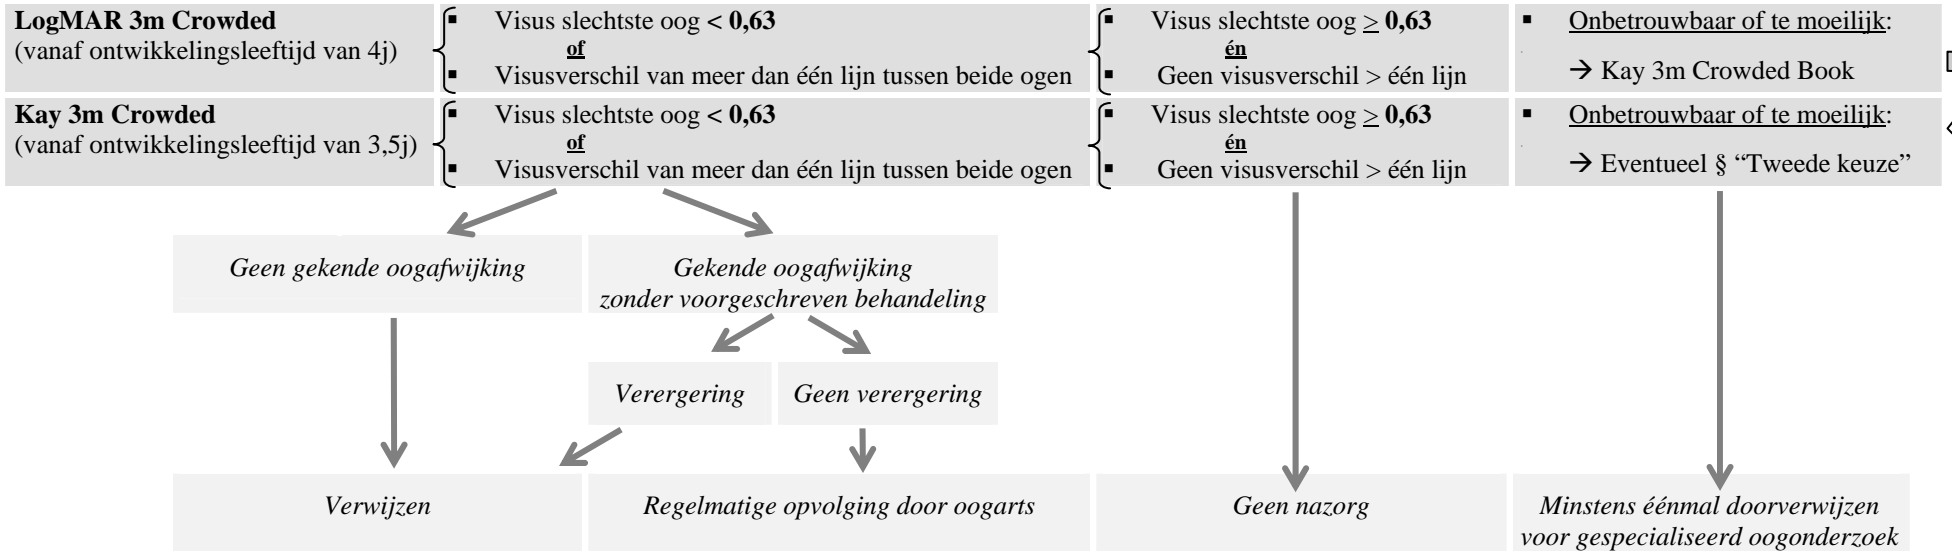 LogMAR 3m Crowded
(vanaf ontwikkelingsleeftijd van 4j)
▪ Visus slechtste oog < 0,63
of
▪ Visusverschil van meer dan één lijn tussen beide ogen
▪ Visus slechtste oog ≥ 0,63
én
▪ Geen visusverschil > één lijn
▪ Onbetrouwbaar of te moeilijk:
→ Kay 3m Crowded Book
Kay 3m Crowded
(vanaf ontwikkelingsleeftijd van 3,5j)
▪ Visus slechtste oog < 0,63
of
▪ Visusverschil van meer dan één lijn tussen beide ogen
▪ Visus slechtste oog ≥ 0,63
én
▪ Geen visusverschil > één lijn
▪ Onbetrouwbaar of te moeilijk:
→ Eventueel § “Tweede keuze”
Geen gekende oogafwijking
Gekende oogafwijking
zonder voorgeschreven behandeling
Verergering
Geen verergering
Verwijzen
Regelmatige opvolging door oogarts
Geen nazorg
Minstens éénmal doorverwijzen
voor gespecialiseerd oogonderzoek